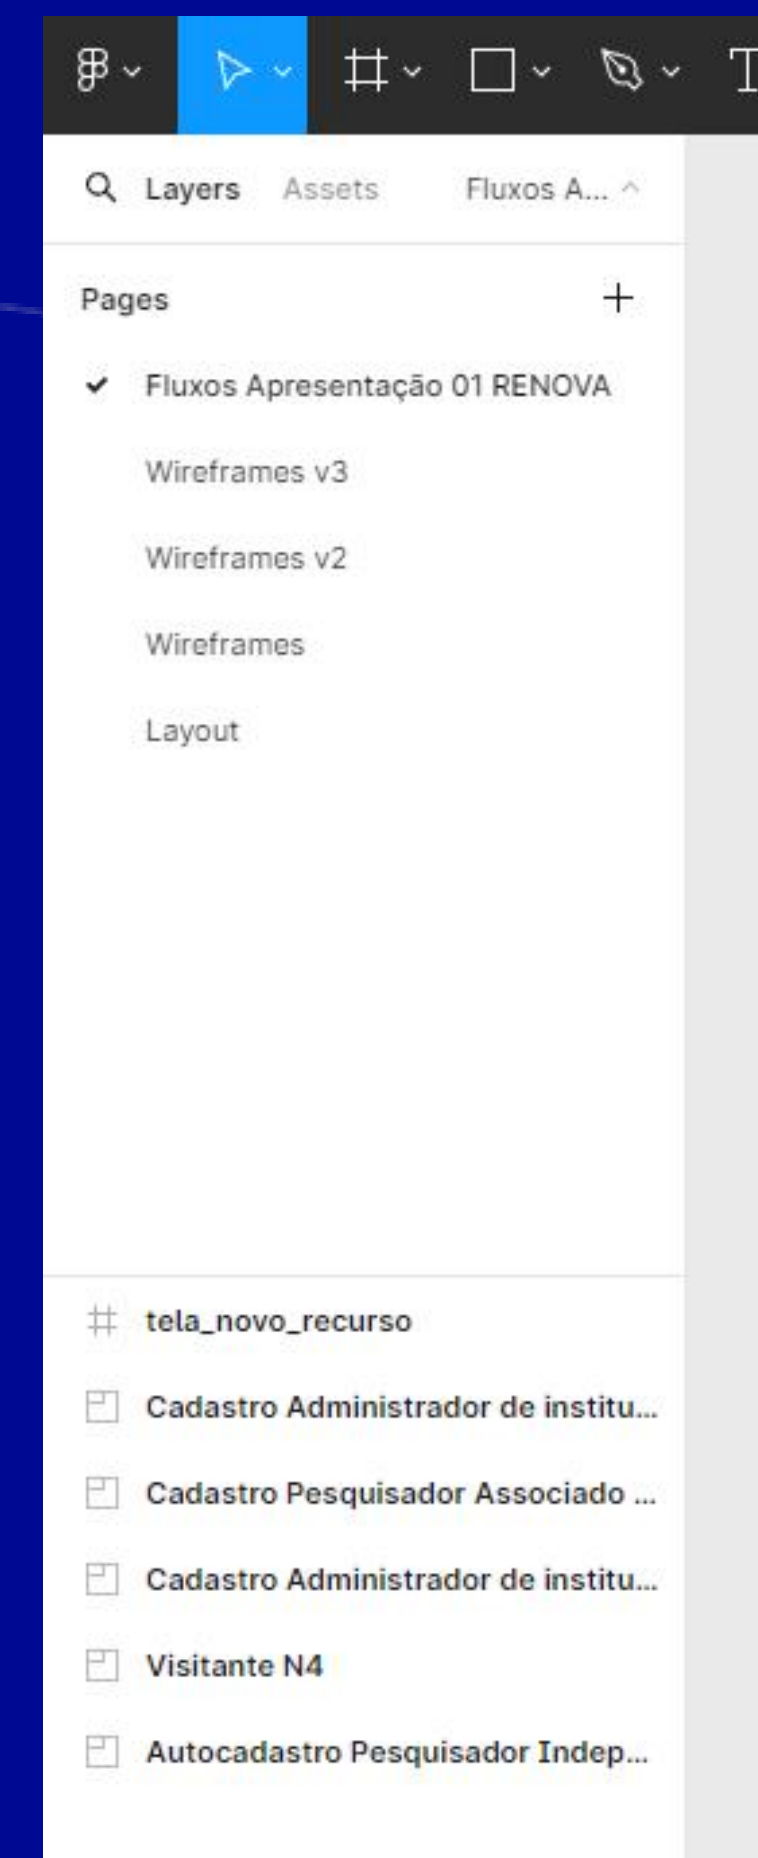 Layers Assets Fluxos A...
Pages
Fluxos Apresentação 01 RENOVA
Wireframes v3
Wireframes v2
Wireframes
Layout
tela_novo_recurso
Cadastro Administrador de institu...
Cadastro Pesquisador Associado ...
Cadastro Administrador de institu...
Visitante N4
Autocadastro Pesquisador Indep...